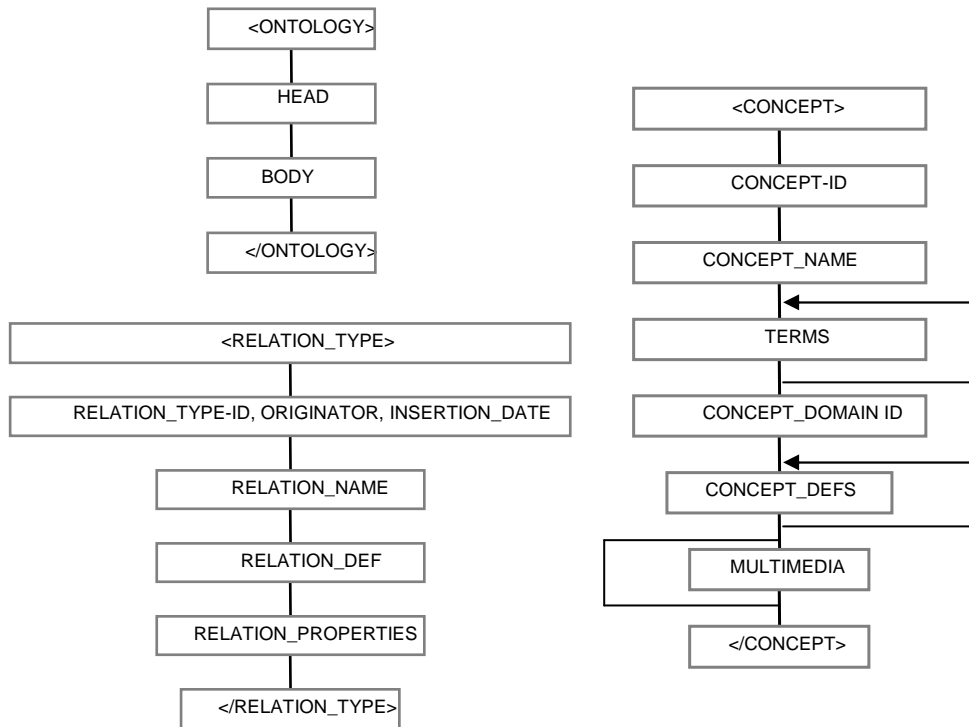 <ONTOLOGY>
HEAD
BODY
</ONTOLOGY>
<RELATION_TYPE>
RELATION_TYPE-ID, ORIGINATOR, INSERTION_DATE
RELATION_NAME
RELATION_DEF
RELATION_PROPERTIES
</RELATION_TYPE>
<CONCEPT>
CONCEPT-ID
CONCEPT_NAME
TERMS
CONCEPT_DOMAIN ID
CONCEPT_DEFS
MULTIMEDIA
</CONCEPT>